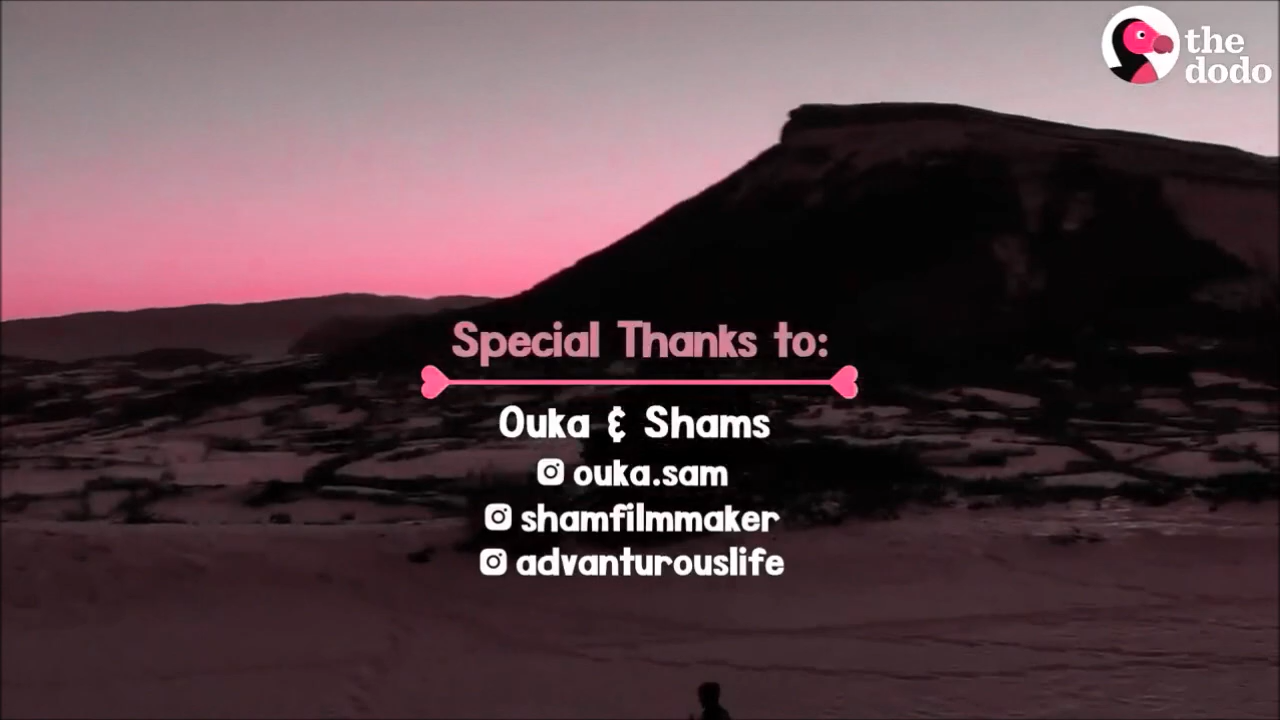 the
dodo
Special Thanks to:
Ouka & Shams
ouka.sam
shamfilmmaker
advanturouslife